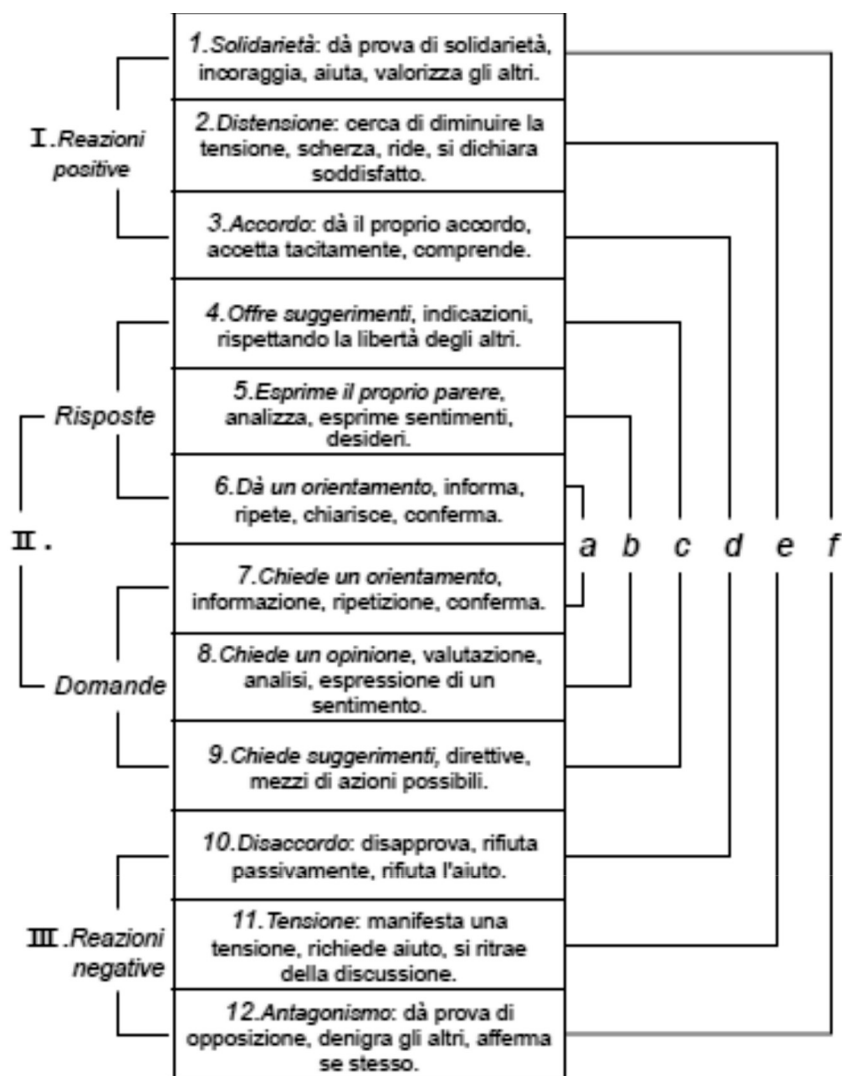 1.Solidarietà: dà prova di solidarietà,
incoraggia, aiuta, valorizza gli altri.
I.Reazioni
positive
2.Distensione: cerca di diminuire la
tensione, scherza, ride, si dichiara
soddisfatto.
3.Accordo: dà il proprio accordo,
accetta tacitamente, comprende.
4.Offre suggerimenti, indicazioni,
rispettando la libertà degli altri.
Risposte
5.Esprime il proprio parere,
analizza, esprime sentimenti,
desideri.
6.Dà un orientamento, informa,
ripete, chiarisce, conferma.
II.
a b c d e f
7.Chiede un orientamento,
informazione, ripetizione, conferma.
8.Chiede un opinione, valutazione,
analisi, espressione di un
sentimento.
Domande
9.Chiede suggerimenti, direttive,
mezzi di azioni possibili.
10.Disaccordo: disapprova, rifiuta
passivamente, rifiuta l'aiuto.
III.Reazioni
negative
11.Tensione: manifesta una
tensione, richiede aiuto, si ritrae
della discussione.
12.Antagonismo: dà prova di
opposizione, denigra gli altri, afferma
se stesso.